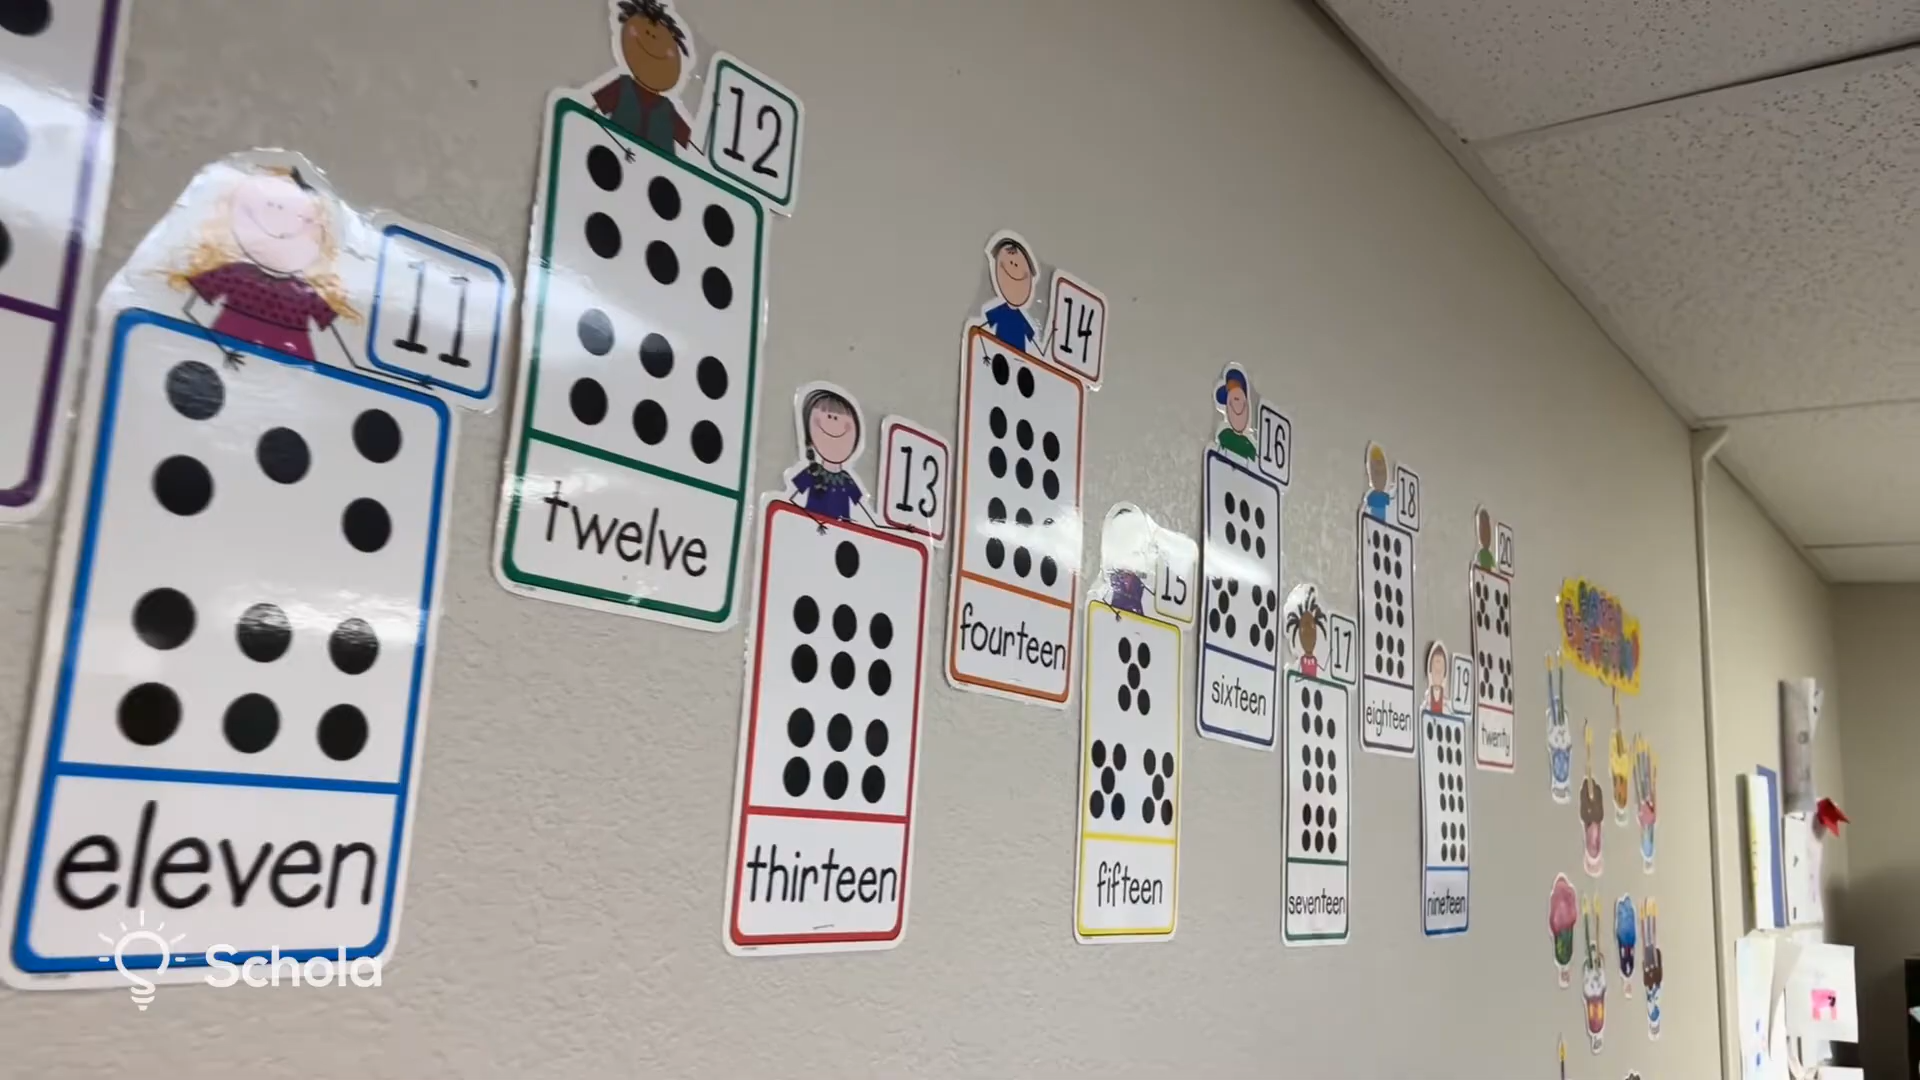 11
eleven
12
twelve
13
thirteen
14
fourteen
15
fifteen
16
sixteen
17
seventeen
18
eighteen
19
nineteen
20
twenty
Schola